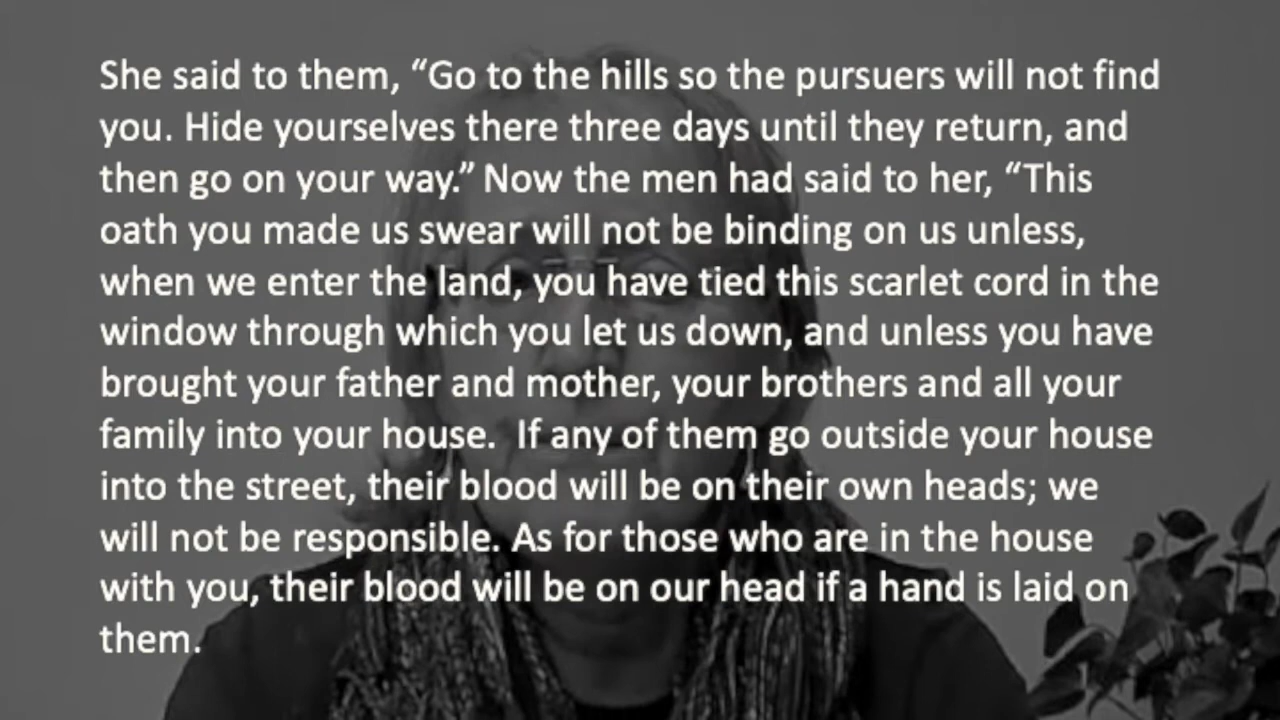 She said to them, “Go to the hills so the pursuers will not find
you. Hide yourselves there three days until they return, and
then go on your way.” Now the men had said to her, “This
oath you made us swear will not be binding on us unless,
when we enter the land, you have tied this scarlet cord in the
window through which you let us down, and unless you have
brought your father and mother, your brothers and all your
family into your house.  If any of them go outside your house
into the street, their blood will be on their own heads; we
will not be responsible. As for those who are in the house
with you, their blood will be on our head if a hand is laid on
them.